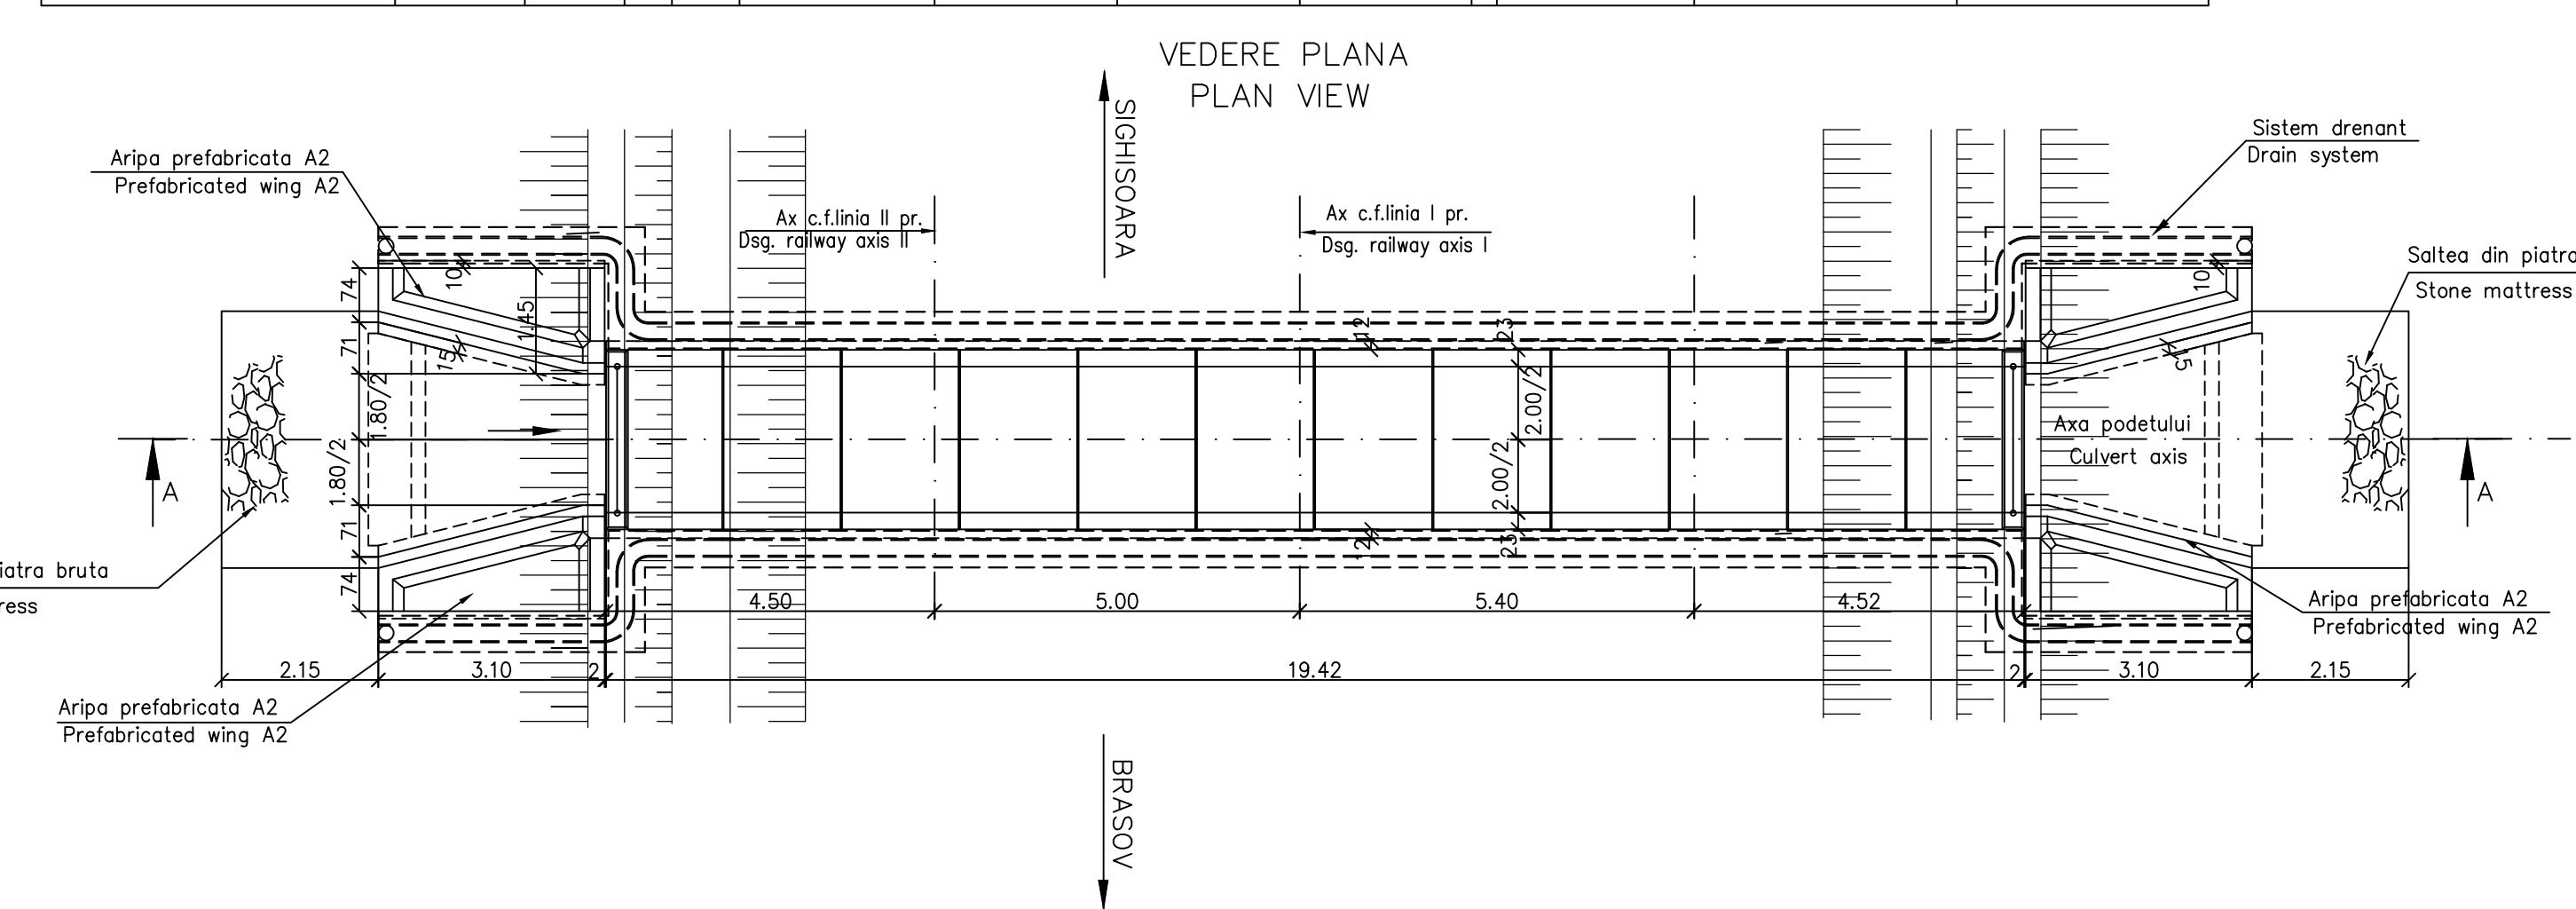 VEDERE PLANA
PLAN VIEW
SIGHISOARA
Aripa prefabricata A2
Prefabricated wing A2
Sistem drenant
Drain system
Ax c.f.linia II pr.
Dsg. railway axis II
Ax c.f.linia I pr.
Dsg. railway axis I
Saltea din piatra
Stone mattress
74
10
1.45
71
15
1.80/2
1.80/2
71
74
12
23
2.00/2
2.00/2
23
10
5
Axa podetului
Culvert axis
A
A
iatra bruta
ress
4.50
5.00
5.40
4.52
Aripa prefabricata A2
Prefabricated wing A2
2.15
3.10
2
19.42
2
3.10
2.15
Aripa prefabricata A2
Prefabricated wing A2
BRASOV